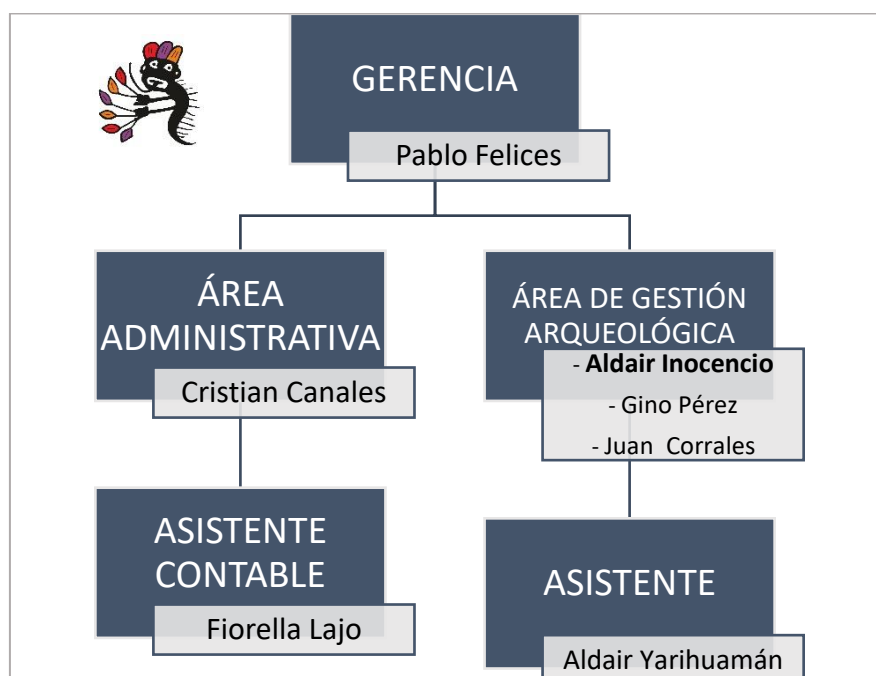 GERENCIA
Pablo Felices
ÁREA
ADMINISTRATIVA
Cristian Canales
ÁREA DE GESTIÓN
ARQUEOLÓGICA
- Aldair Inocencio
- Gino Pérez
- Juan Corrales
ASISTENTE
CONTABLE
Fiorella Lajo
ASISTENTE
Aldair Yarihuamán